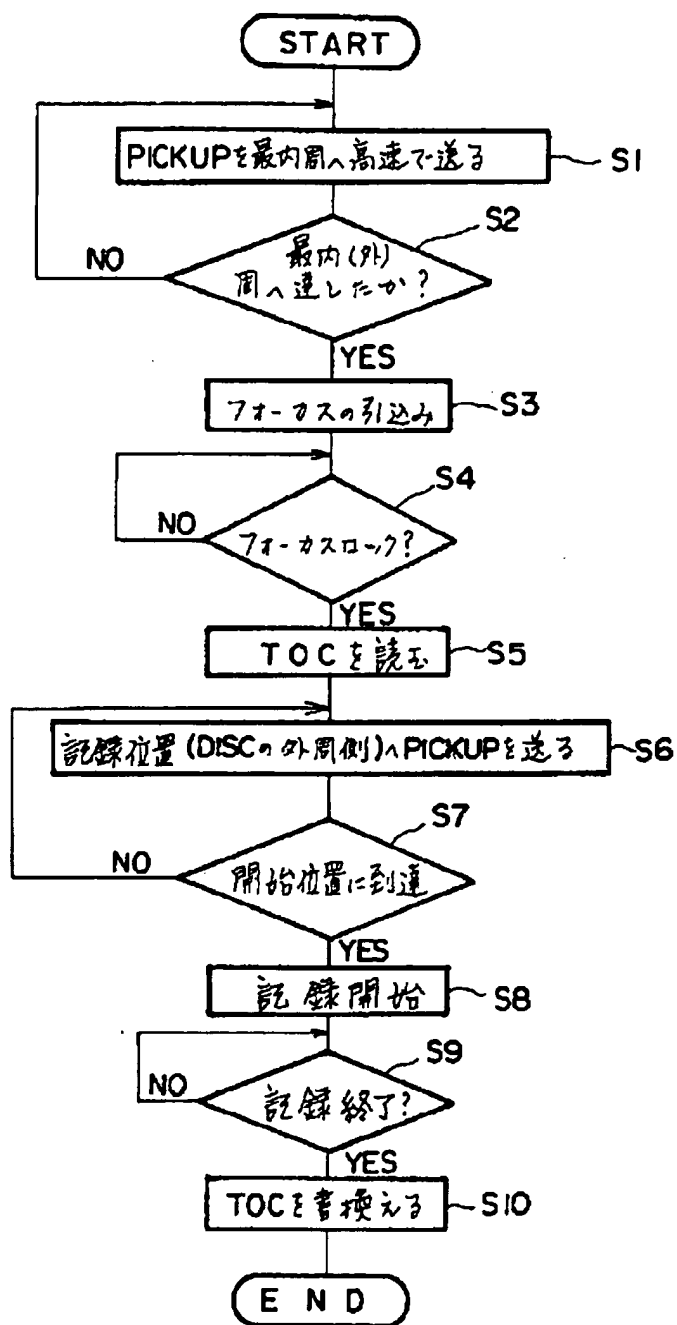 START
PICKUPを最内周へ高速で送る
S1
S2
最内(外)
周へ達したか?
NO
YES
フォーカスの引込み
S3
S4
フォーカスロック?
NO
YES
TOCを読む
S5
記録位置(DISCの外周側)へPICKUPを送る
S6
S7
開始位置に到達
NO
YES
記録開始
S8
S9
記録終了?
NO
YES
TOCを書換える
S10
END